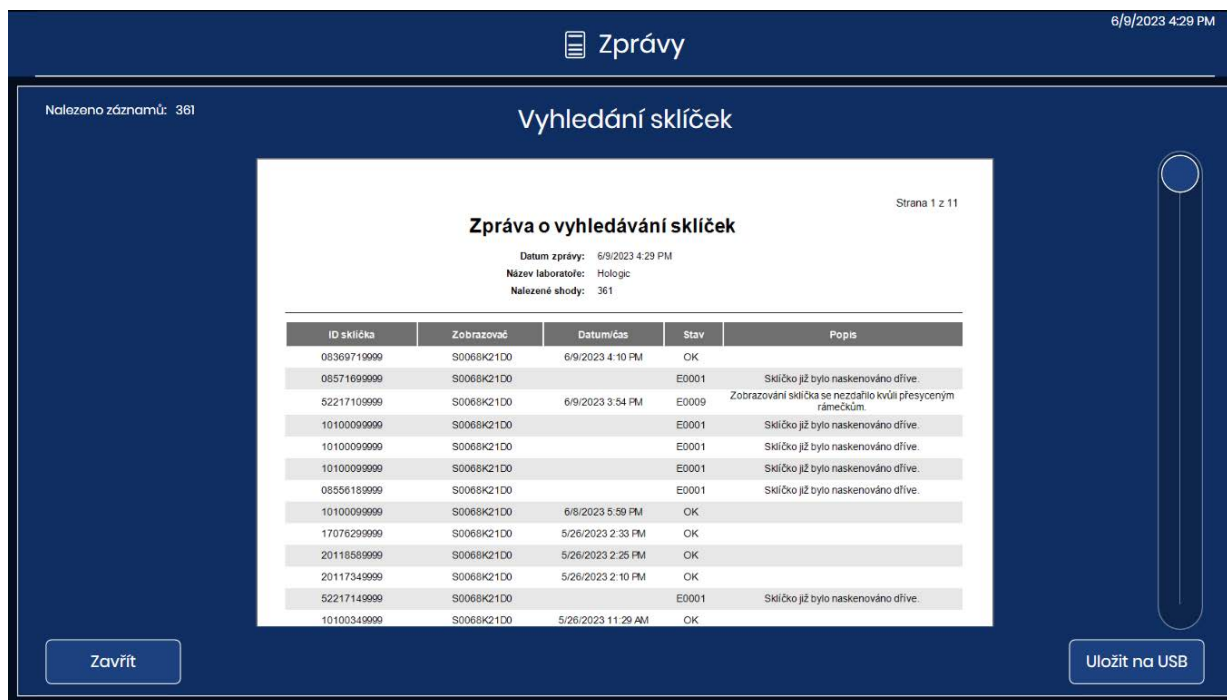 6/9/2023 4:29 PM
Zprávy
Nalezeno záznamů: 361
Vyhledání sklíček
Strana 1 z 11
Zpráva o vyhledávání sklíček
Datum zprávy: 6/9/2023 4:29 PM
Název laboratoře: Hologic
Nalezené shody: 361
ID sklíčka Zobrazovač Datum/čas Stav Popis
08369719999 S0068K21D0 6/9/2023 4:10 PM OK
08571699999 S0068K21D0 E0001 Sklíčko již bylo naskenováno dříve.
52217109999 S0068K21D0 6/9/2023 3:54 PM E0009 Zobrazování sklíčka se nezdařilo kvůli přesyceným
rámečkům.
10100099999 S0068K21D0 E0001 Sklíčko již bylo naskenováno dříve.
10100099999 S0068K21D0 E0001 Sklíčko již bylo naskenováno dříve.
10100099999 S0068K21D0 E0001 Sklíčko již bylo naskenováno dříve.
08556189999 S0068K21D0 E0001 Sklíčko již bylo naskenováno dříve.
10100099999 S0068K21D0 6/8/2023 5:59 PM OK
17076299999 S0068K21D0 5/26/2023 2:33 PM OK
20118589999 S0068K21D0 5/26/2023 2:25 PM OK
20117349999 S0068K21D0 5/26/2023 2:10 PM OK
52217149999 S0068K21D0 E0001 Sklíčko již bylo naskenováno dříve.
10100349999 S0068K21D0 5/26/2023 11:29 AM OK
Zavřít
Uložit na USB